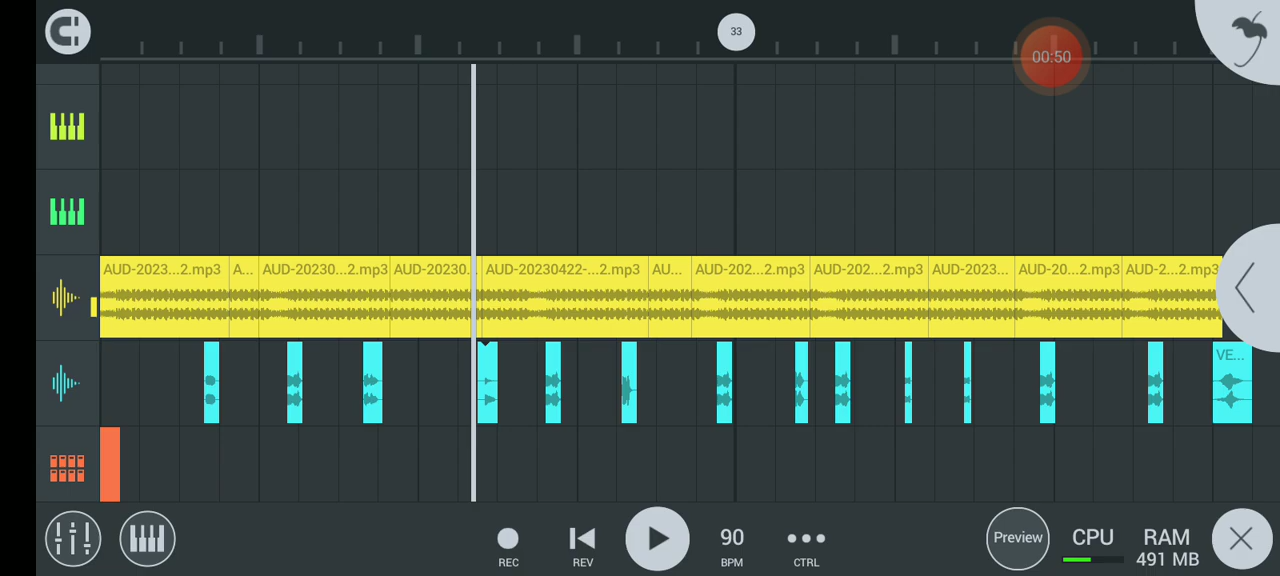 33
00:50
AUD-2023...2.mp3
A...
AUD-20230...2.mp3
AUD-20230.
AUD-20230422-...2.mp3
AU...
AUD-202...2.mp3
AUD-202...2.mp3
AUD-2023...
AUD-20...2.mp3
AUD-2...2.mp3
VE...
REC
REV
90
BPM
CTRL
Preview
CPU
RAM
491 MB